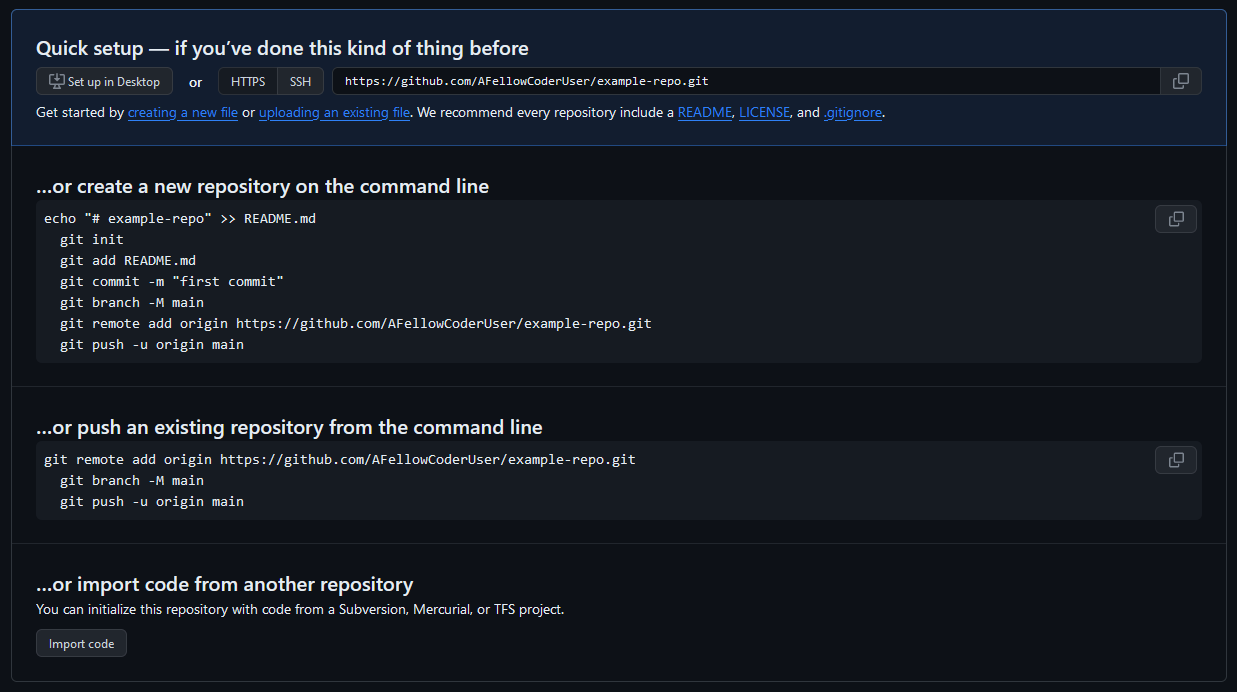 Quick setup — if you’ve done this kind of thing before
Set up in Desktop or HTTPS SSH https://github.com/AFellowCoderUser/example-repo.git
Get started by creating a new file or uploading an existing file. We recommend every repository include a README, LICENSE, and .gitignore.
…or create a new repository on the command line
echo "# example-repo" >> README.md
git init
git add README.md
git commit -m "first commit"
git branch -M main
git remote add origin https://github.com/AFellowCoderUser/example-repo.git
git push -u origin main
…or push an existing repository from the command line
git remote add origin https://github.com/AFellowCoderUser/example-repo.git
git branch -M main
git push -u origin main
…or import code from another repository
You can initialize this repository with code from a Subversion, Mercurial, or TFS project.
Import code